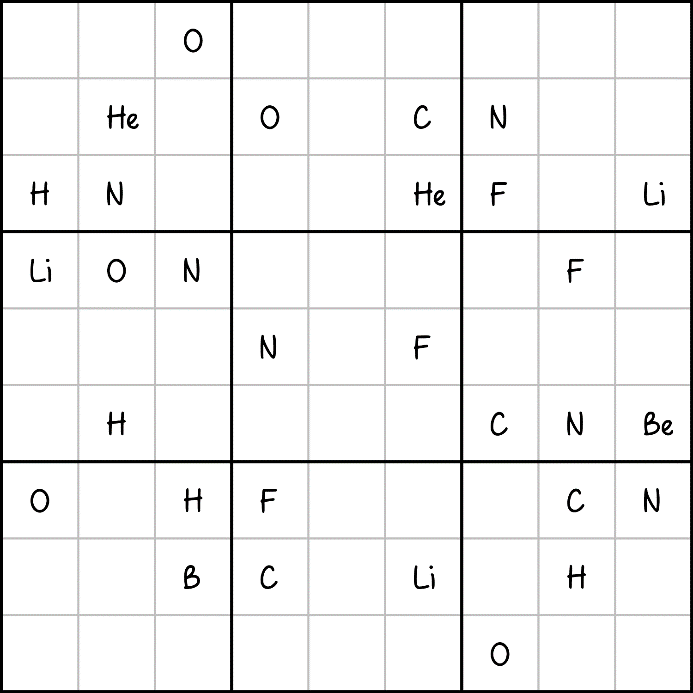 O
He O C N
H N He F Li
Li O N F
N F
H C N Be
O H F C N
B C Li H
O